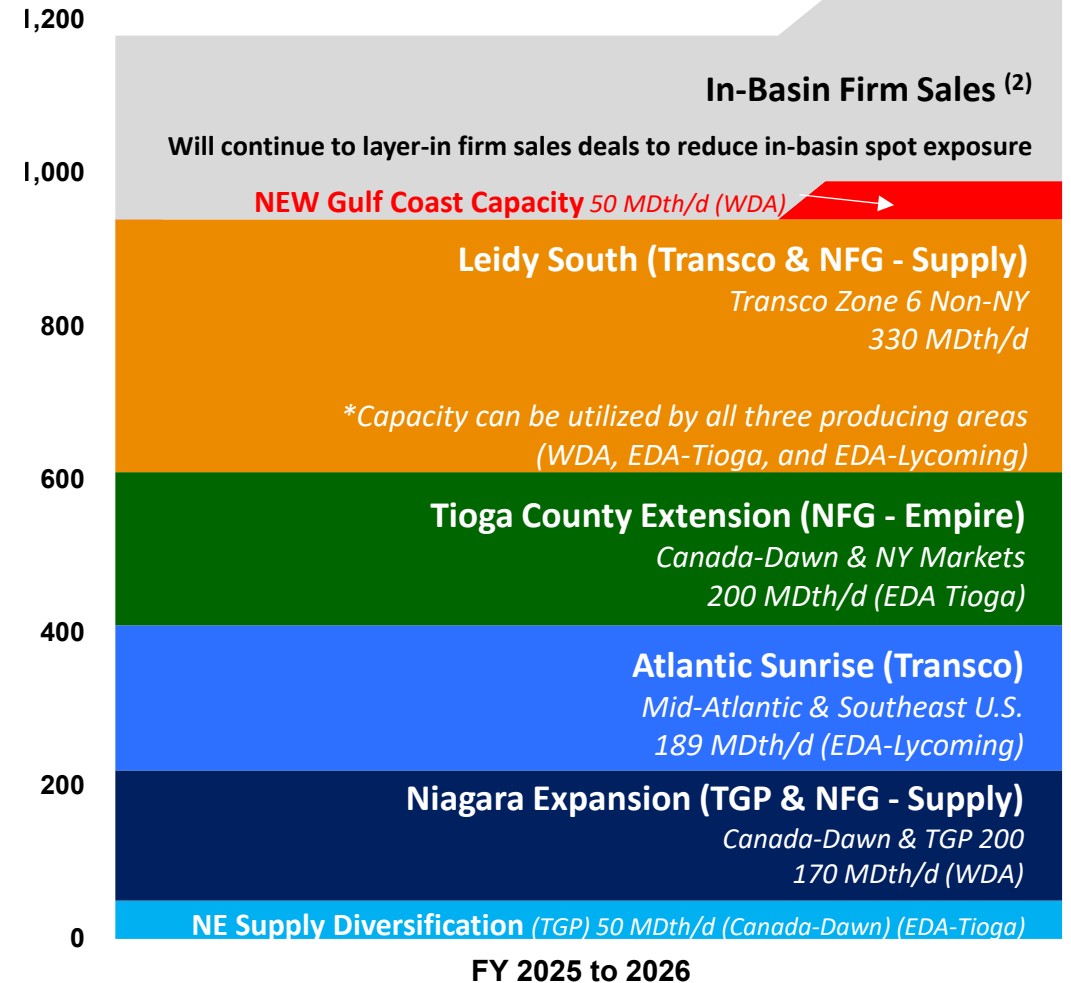 1,200
In-Basin Firm Sales (2)
Will continue to layer-in firm sales deals to reduce in-basin spot exposure
1,000
NEW Gulf Coast Capacity 50 MDth/d (WDA)
Leidy South (Transco & NFG - Supply)
Transco Zone 6 Non-NY
800
330 MDth/d
*Capacity can be utilized by all three producing areas
(WDA, EDA-Tioga, and EDA-Lycoming)
600
Tioga County Extension (NFG - Empire)
Canada-Dawn & NY Markets
200 MDth/d (EDA Tioga)
400
Atlantic Sunrise (Transco)
Mid-Atlantic & Southeast U.S.
189 MDth/d (EDA-Lycoming)
200
Niagara Expansion (TGP & NFG - Supply)
Canada-Dawn & TGP 200
170 MDth/d (WDA)
NE Supply Diversification (TGP) 50 MDth/d (Canada-Dawn) (EDA-Tioga)
0
FY 2025 to 2026